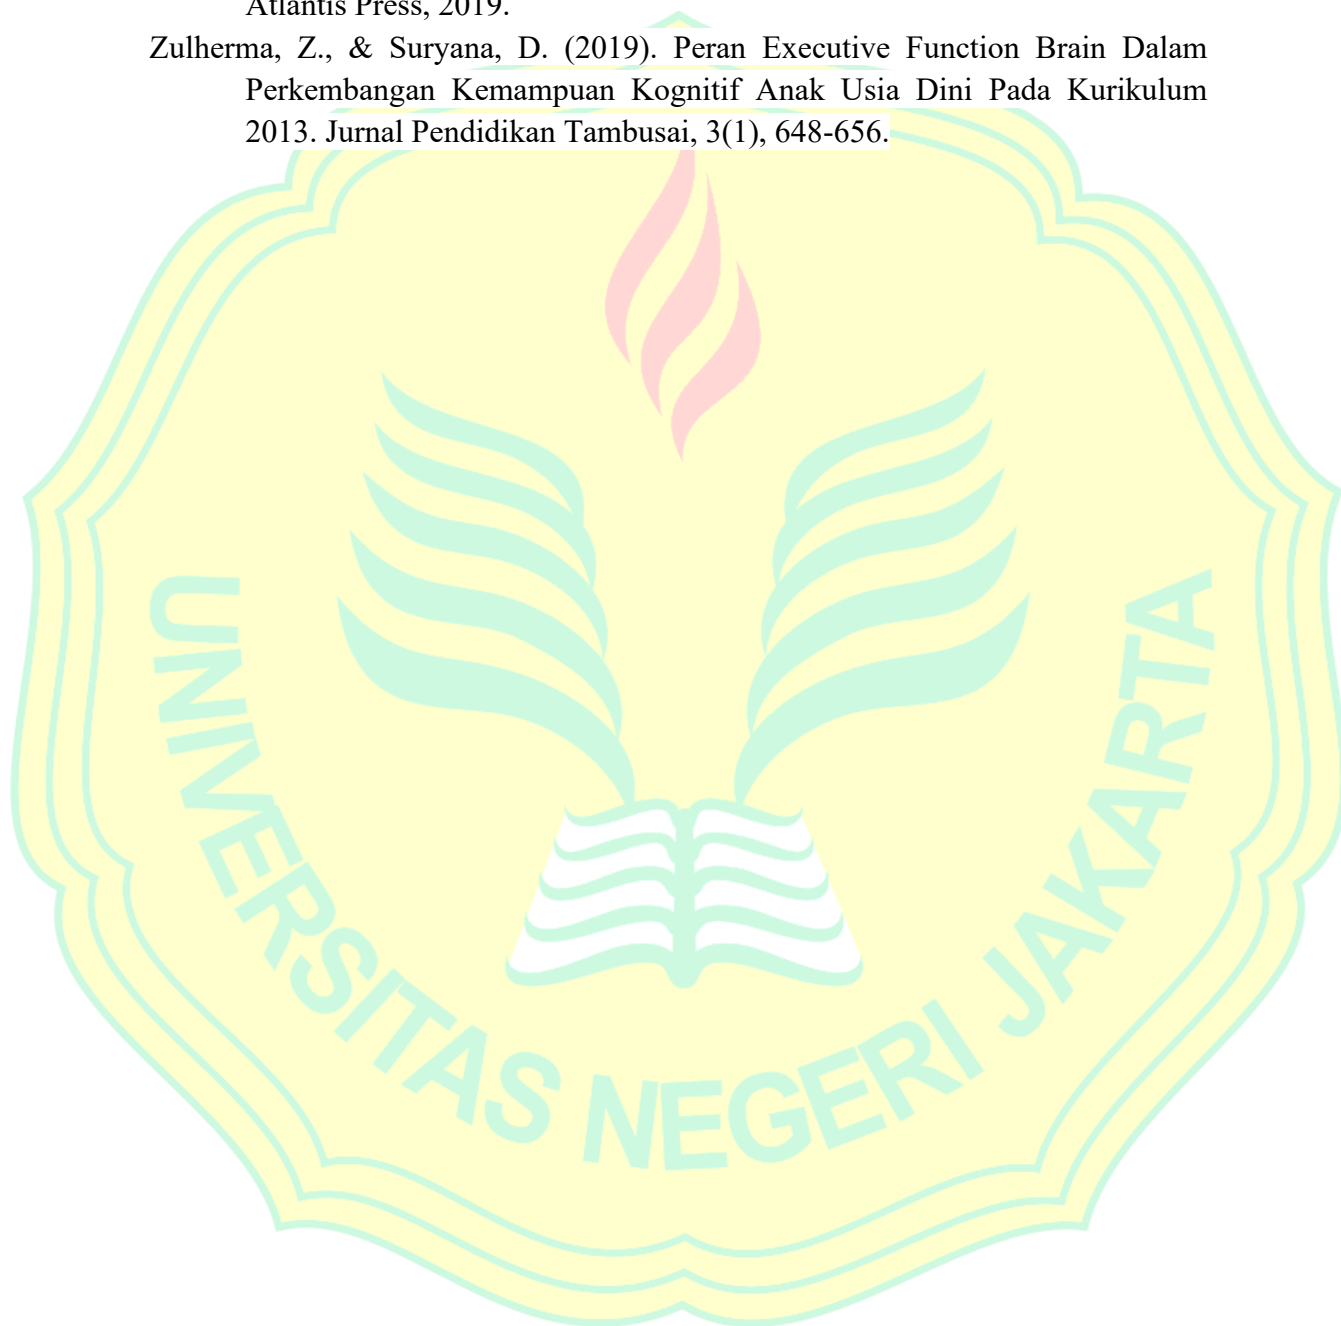 Atlantis Press, 2019.
Zulherma, Z., & Suryana, D. (2019). Peran Executive Function Brain Dalam
Perkembangan Kemampuan Kognitif Anak Usia Dini Pada Kurikulum
2013. Jurnal Pendidikan Tambusai, 3(1), 648-656.
UNIVERSITAS NEGERI JAKARTA